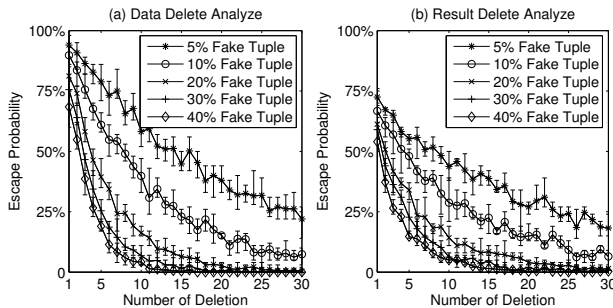 (a) Data Delete Analyze
100%
75%
50%
25%
0%
Escape Probability
5% Fake Tuple
10% Fake Tuple
20% Fake Tuple
30% Fake Tuple
40% Fake Tuple
1 5 10 15 20 25 30
Number of Deletion
(b) Result Delete Analyze
100%
75%
50%
25%
0%
Escape Probability
5% Fake Tuple
10% Fake Tuple
20% Fake Tuple
30% Fake Tuple
40% Fake Tuple
1 5 10 15 20 25 30
Number of Deletion